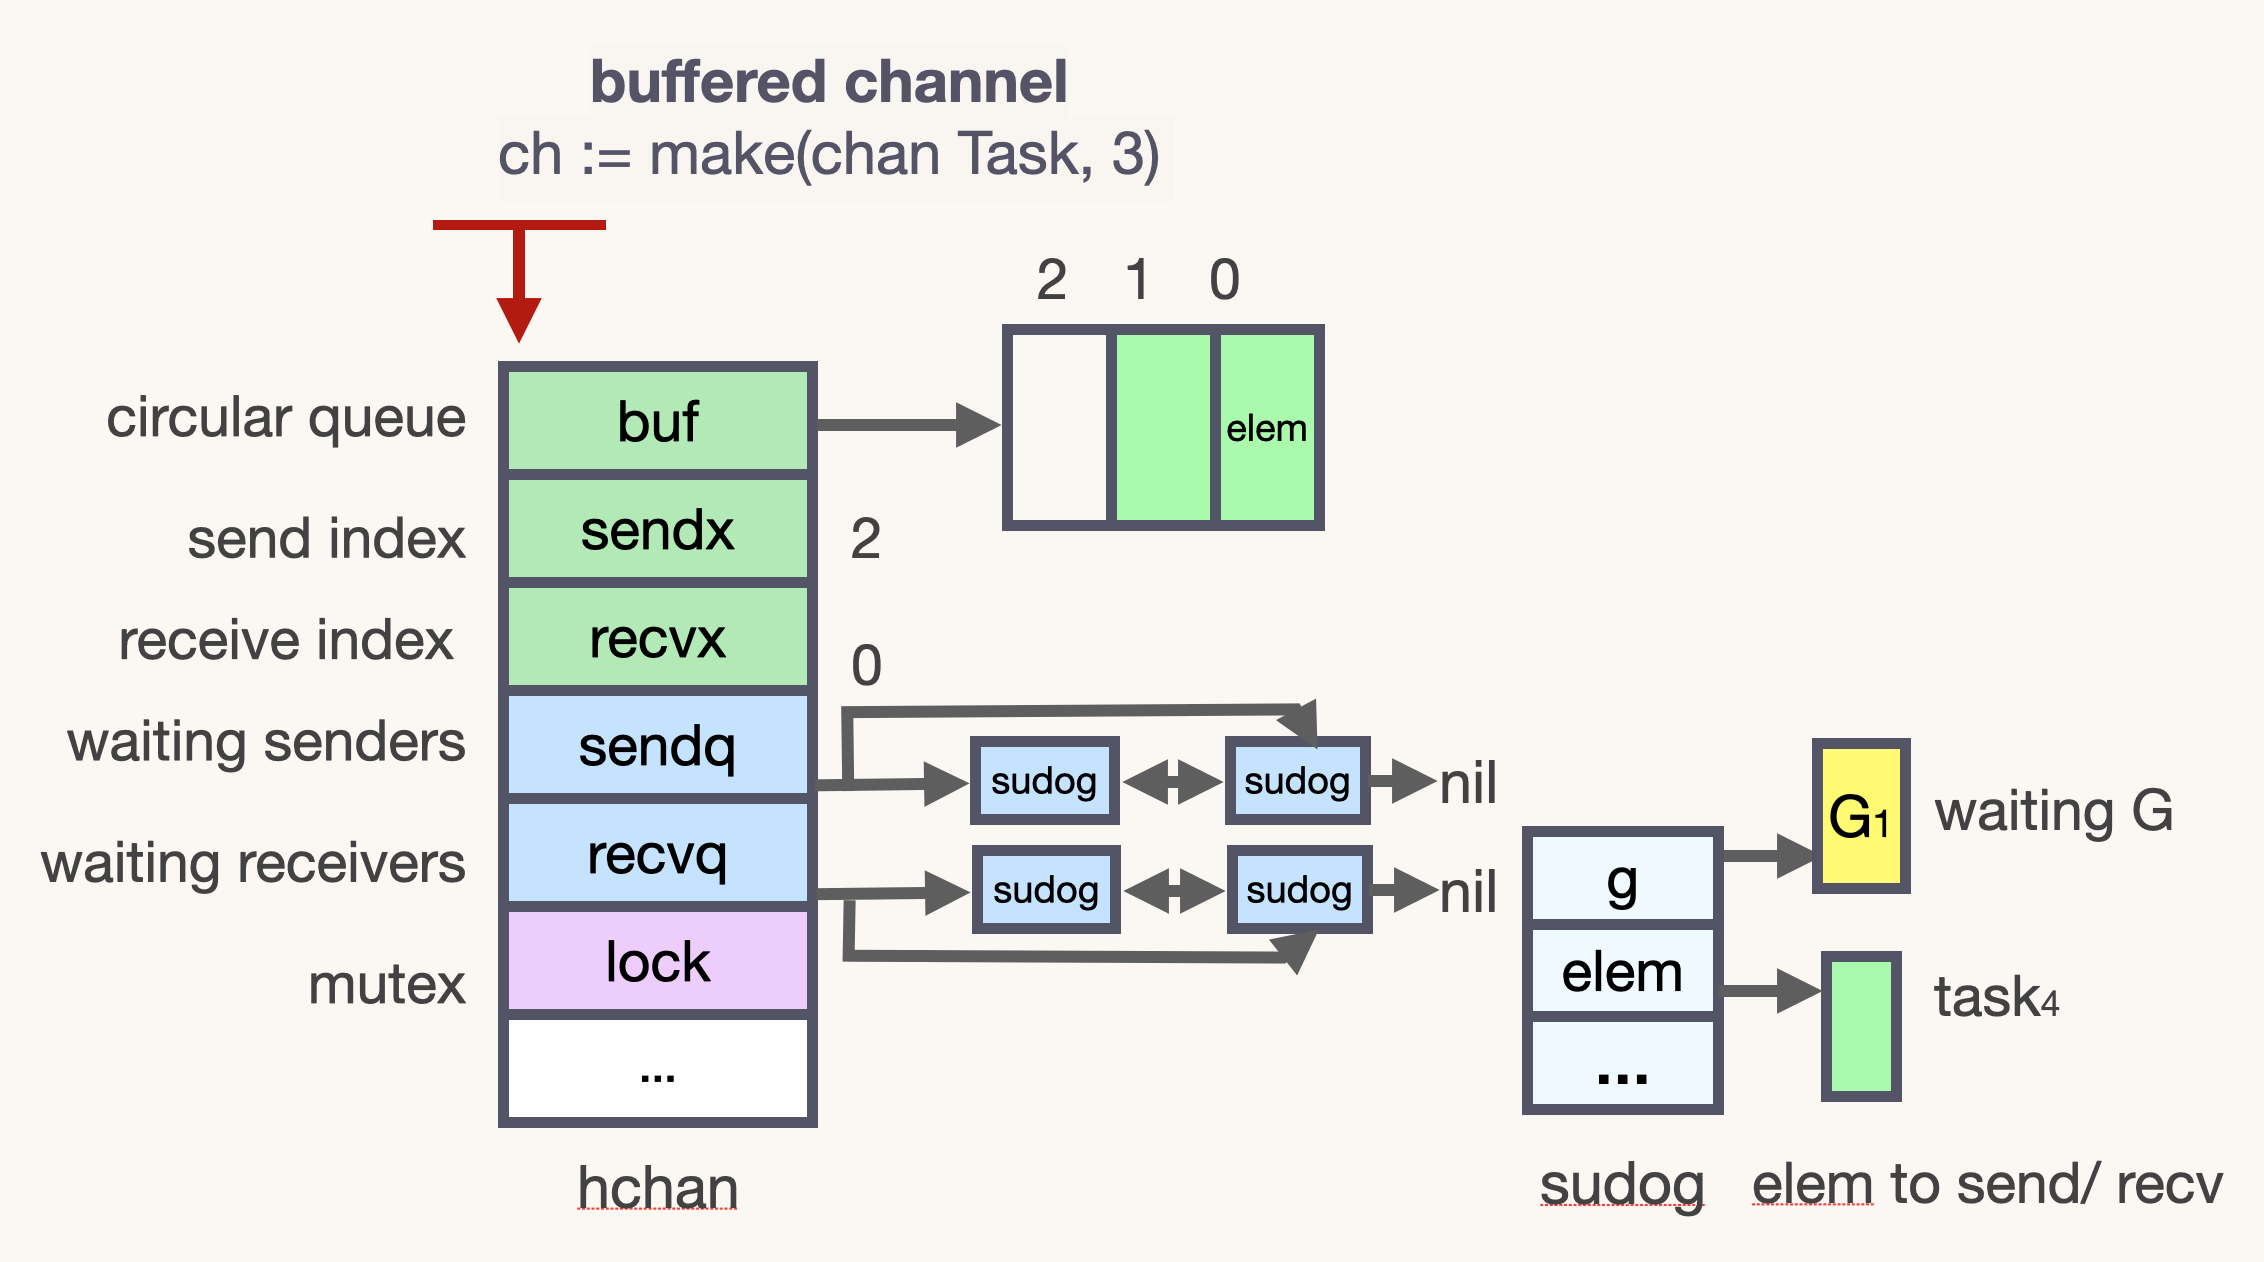 buffered channel
ch := make(chan Task, 3)
2 1 0
circular queue
buf
elem
send index
sendx
2
receive index
recvx
0
waiting senders
sendq
sudog
sudog
nil
waiting receivers
recvq
sudog
sudog
nil
mutex
lock
...
hchan
g
G1
waiting G
elem
task4
...
sudog
elem to send/ recv